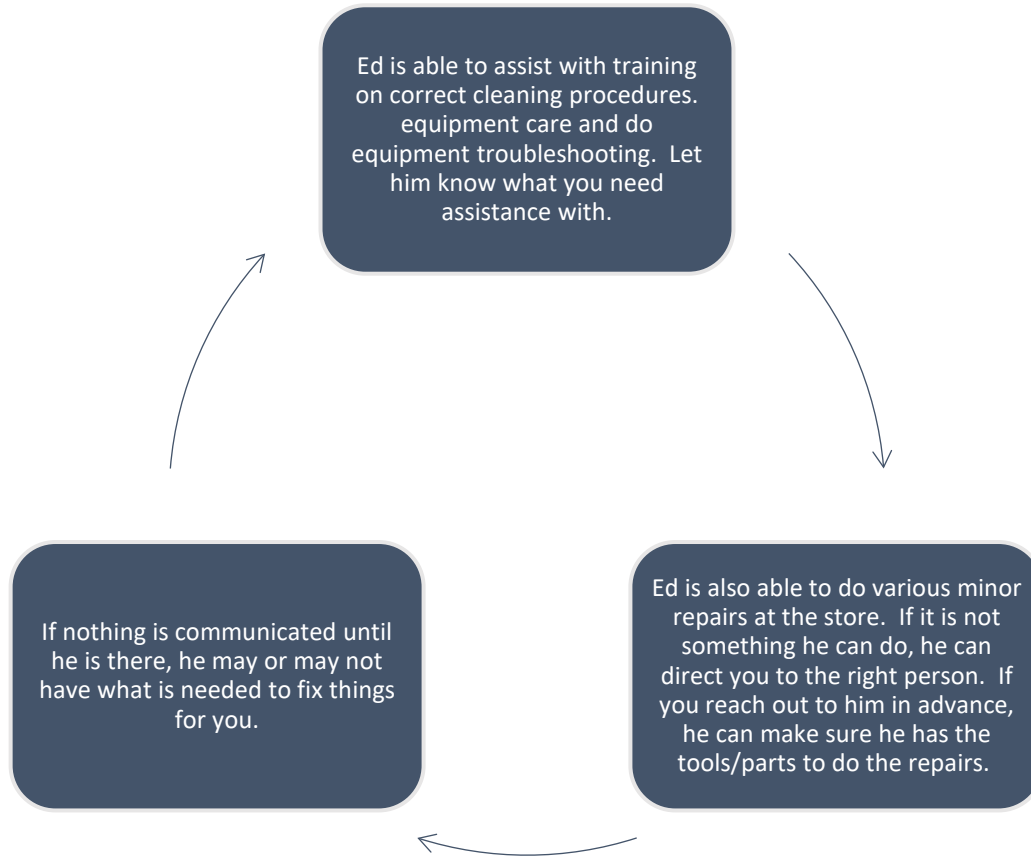 Ed is able to assist with training
on correct cleaning procedures.
equipment care and do
equipment troubleshooting.  Let
him know what you need
assistance with.
Ed is also able to do various minor
repairs at the store.  If it is not
something he can do, he can
direct you to the right person.  If
you reach out to him in advance,
he can make sure he has the
tools/parts to do the repairs.
If nothing is communicated until
he is there, he may or may not
have what is needed to fix things
for you.